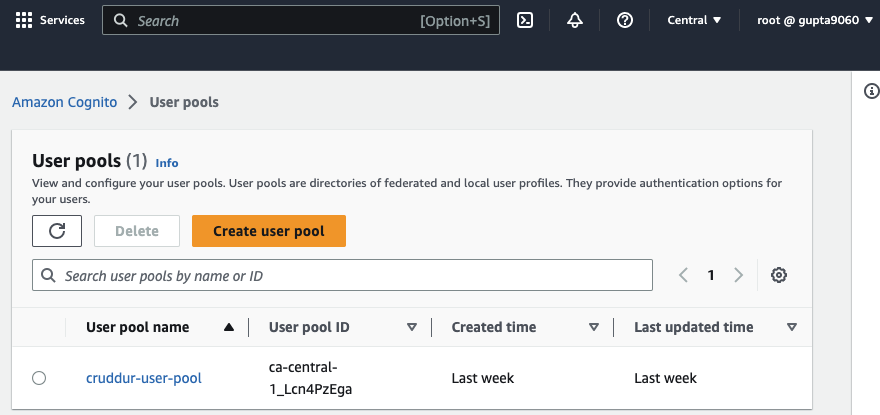 Services
Search
[Option+S]
Central
root @ gupta9060
Amazon Cognito
User pools
User pools (1) Info
View and configure your user pools. User pools are directories of federated and local user profiles. They provide authentication options for
your users.
Delete
Create user pool
Search user pools by name or ID
1
User pool name
User pool ID
Created time
Last updated time
cruddur-user-pool
ca-central-
1_Lcn4PzEga
Last week
Last week